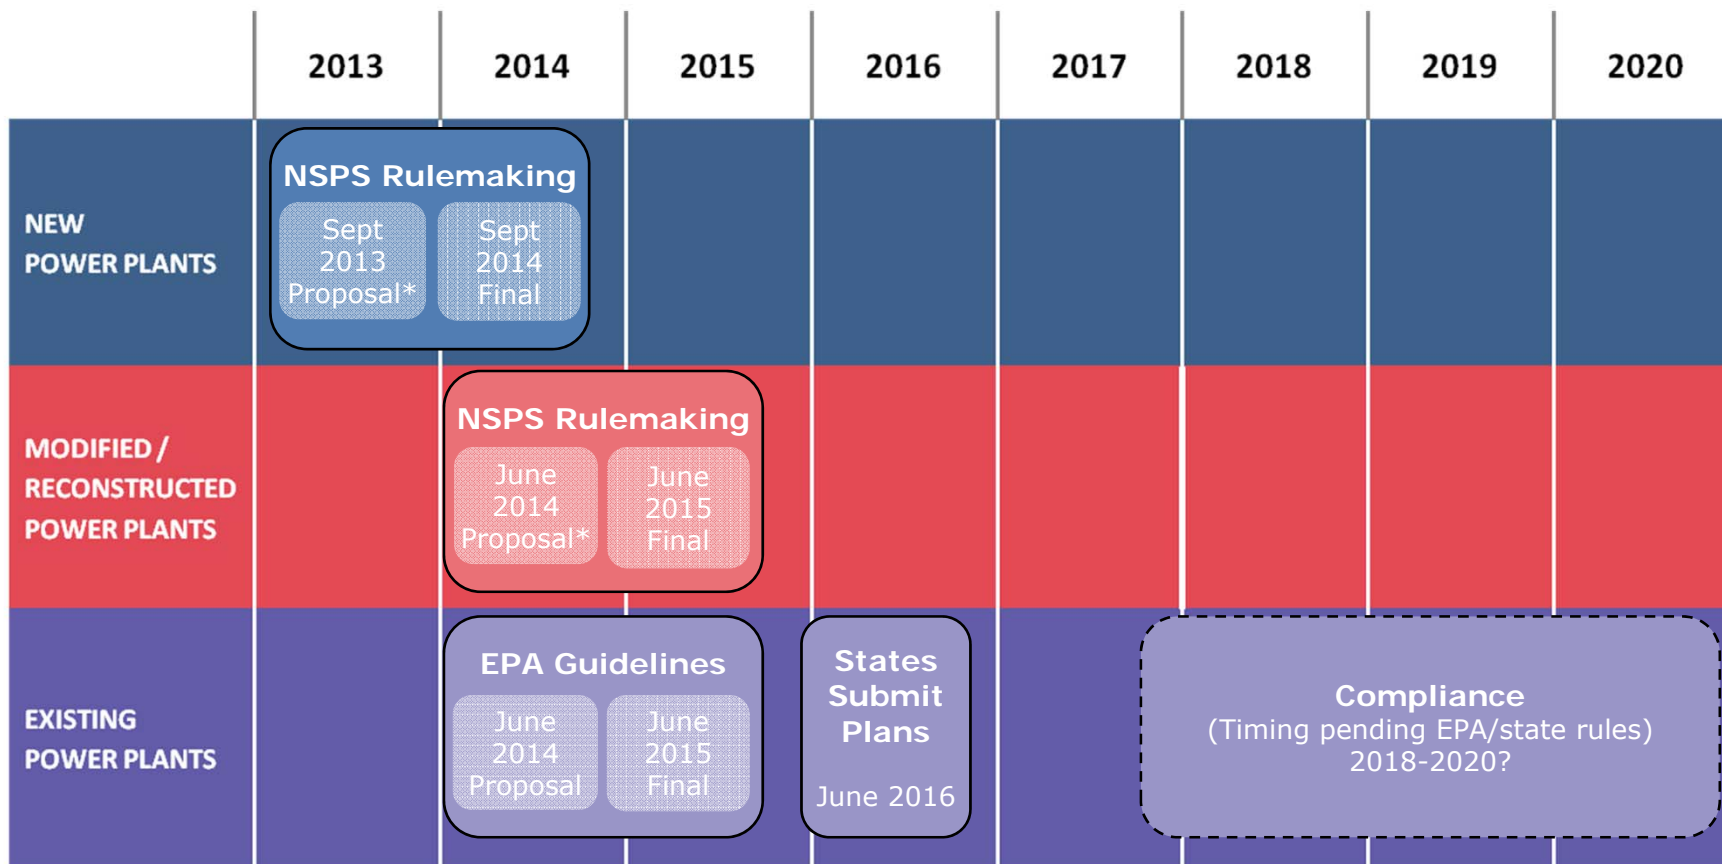 2013 2014 2015 2016 2017 2018 2019 2020
NEW
POWER PLANTS
NSPS Rulemaking
Sept
2013
Proposal*
Sept
2014
Final
MODIFIED /
RECONSTRUCTED
POWER PLANTS
NSPS Rulemaking
June
2014
Proposal*
June
2015
Final
EXISTING
POWER PLANTS
EPA Guidelines
June
2014
Proposal
June
2015
Final
States
Submit
Plans
June 2016
Compliance
(Timing pending EPA/state rules)
2018-2020?